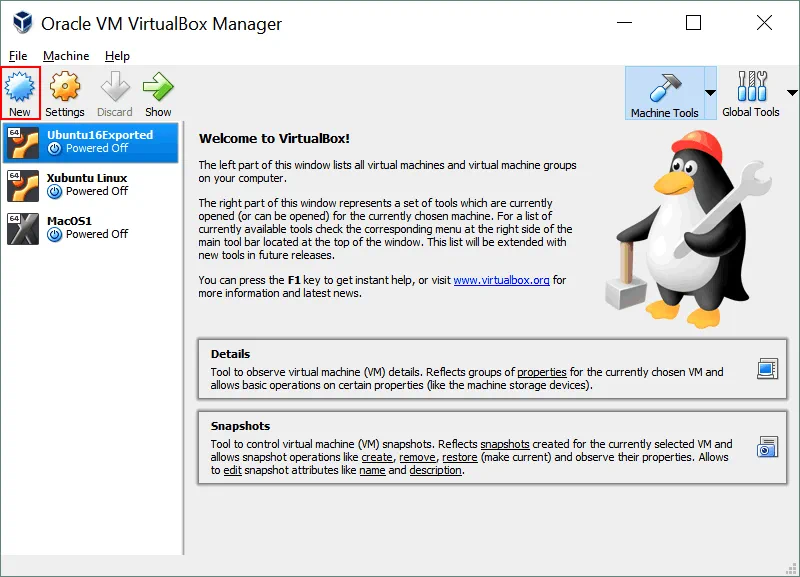 Oracle VM VirtualBox Manager
File Machine Help
New Settings Discard Show
Machine Tools Global Tools
64
Ubuntu16Exported
Powered Off
64
Xubuntu Linux
Powered Off
64
MacOS1
Powered Off
Welcome to VirtualBox!
The left part of this window lists all virtual machines and virtual machine groups
on your computer.
The right part of this window represents a set of tools which are currently
opened (or can be opened) for the currently chosen machine. For a list of
currently available tools check the corresponding menu at the right side of the
main tool bar located at the top of the window. This list will be extended with
new tools in future releases.
You can press the F1 key to get instant help, or visit www.virtualbox.org for
more information and latest news.
Details
Tool to observe virtual machine (VM) details. Reflects groups of properties for the currently chosen VM and
allows basic operations on certain properties (like the machine storage devices).
Snapshots
Tool to control virtual machine (VM) snapshots. Reflects snapshots created for the currently selected VM and
allows snapshot operations like create, remove, restore (make current) and observe their properties. Allows
to edit snapshot attributes like name and description.